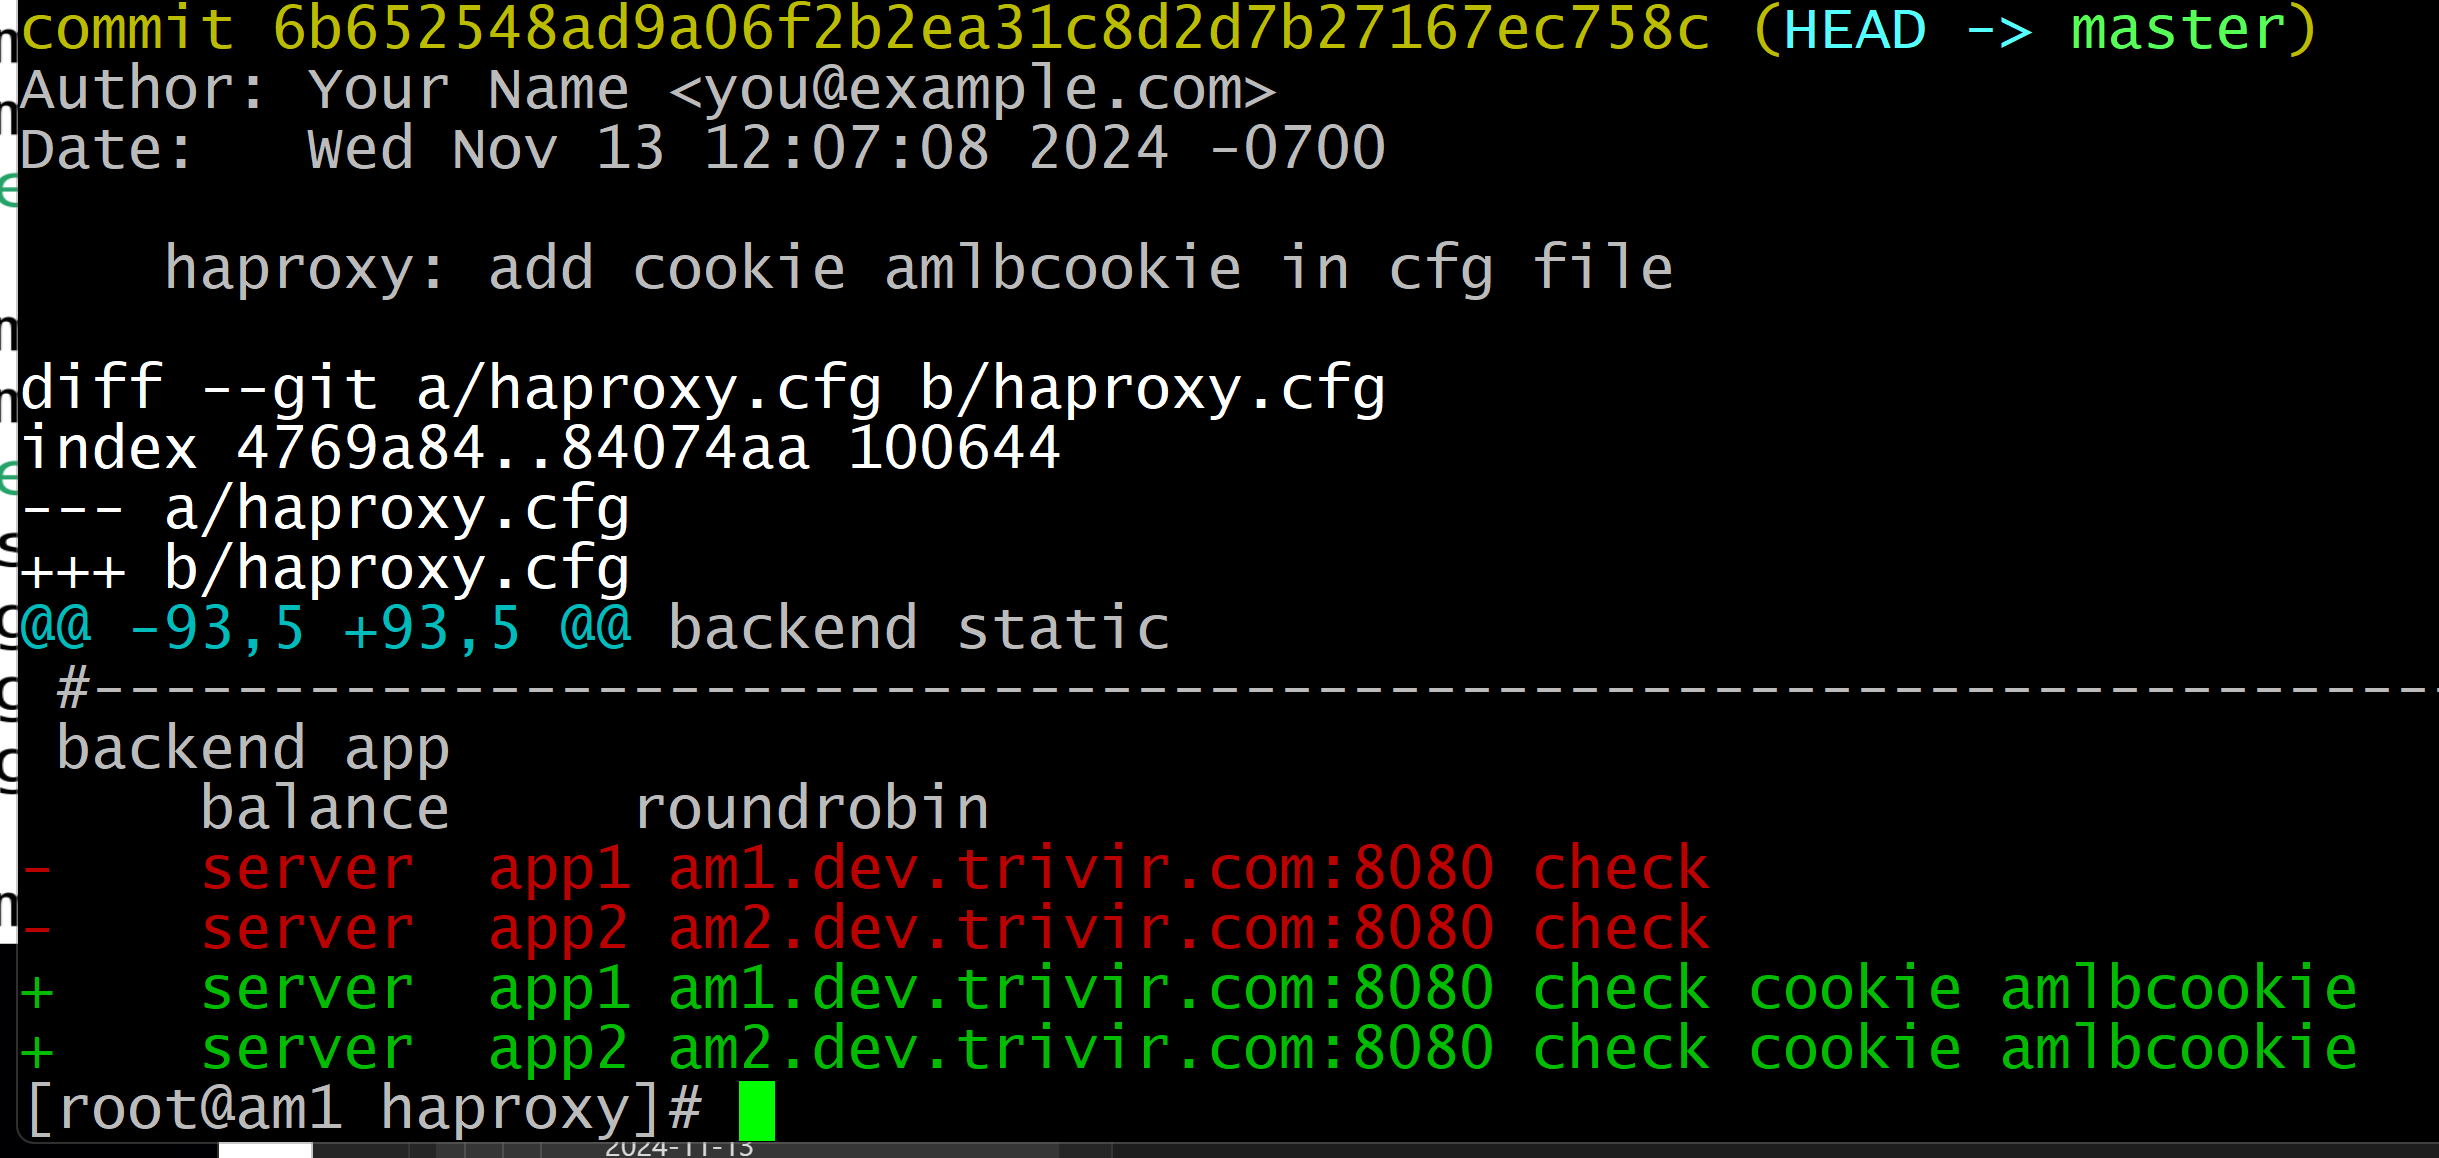 commit 6b652548ad9a06f2b2ea31c8d2d7b27167ec758c (HEAD -> master)
Author: Your Name <you@example.com>
Date:   Wed Nov 13 12:07:08 2024 -0700

    haproxy: add cookie amlbcookie in cfg file

diff --git a/haproxy.cfg b/haproxy.cfg
index 4769a84..84074aa 100644
--- a/haproxy.cfg
+++ b/haproxy.cfg
@@ -93,5 +93,5 @@ backend static
 #------------------------------------------------------------------
 backend app
     balance     roundrobin
-    server  app1 am1.dev.trivir.com:8080 check
-    server  app2 am2.dev.trivir.com:8080 check
+    server  app1 am1.dev.trivir.com:8080 check cookie amlbcookie
+    server  app2 am2.dev.trivir.com:8080 check cookie amlbcookie
[root@am1 haproxy]#
2024-11-13